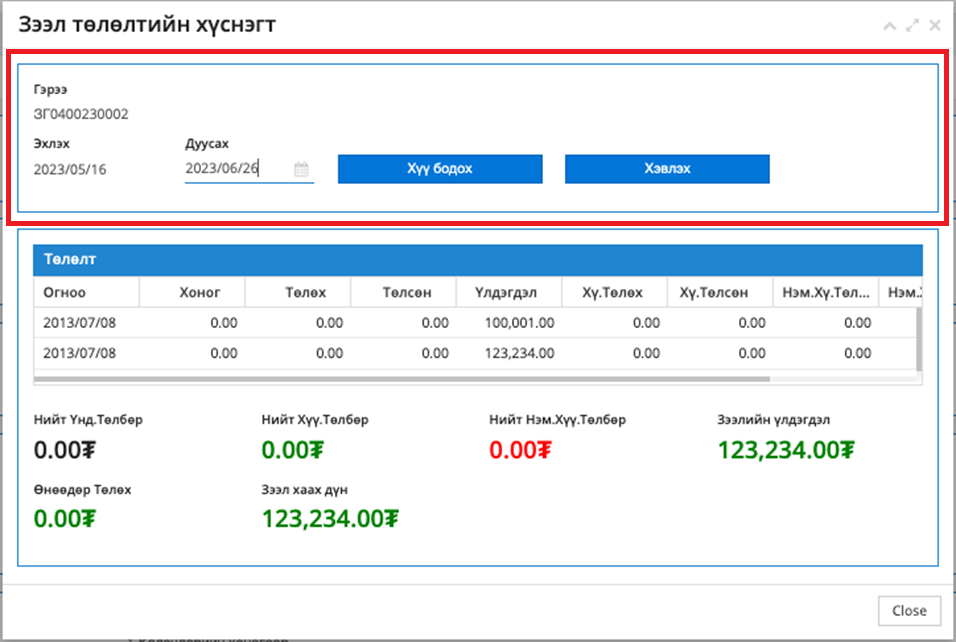 Зээл төлөлтийн хүснэгт
Гэрээ
ЗГ0400230002
Эхлэх Дуусах
2023/05/16 2023/06/26 Хүү бодох Хэвлэх
Төлөлт
Огноо Хоног Төлөх Төлсөн Үлдэгдэл Хү.Төлөх Хү.Төлсөн Нэм.Хү.Төл... Нэм.
2013/07/08 0.00 0.00 0.00 100,001.00 0.00 0.00 0.00
2013/07/08 0.00 0.00 0.00 123,234.00 0.00 0.00 0.00
Нийт Үнд.Төлбөр Нийт Хүү.Төлбөр Нийт Нэм.Хүү.Төлбөр Зээлийн үлдэгдэл
0.00₮ 0.00₮ 0.00₮ 123,234.00₮
Өнөөдөр Төлөх Зээл хаах дүн
0.00₮ 123,234.00₮
Close